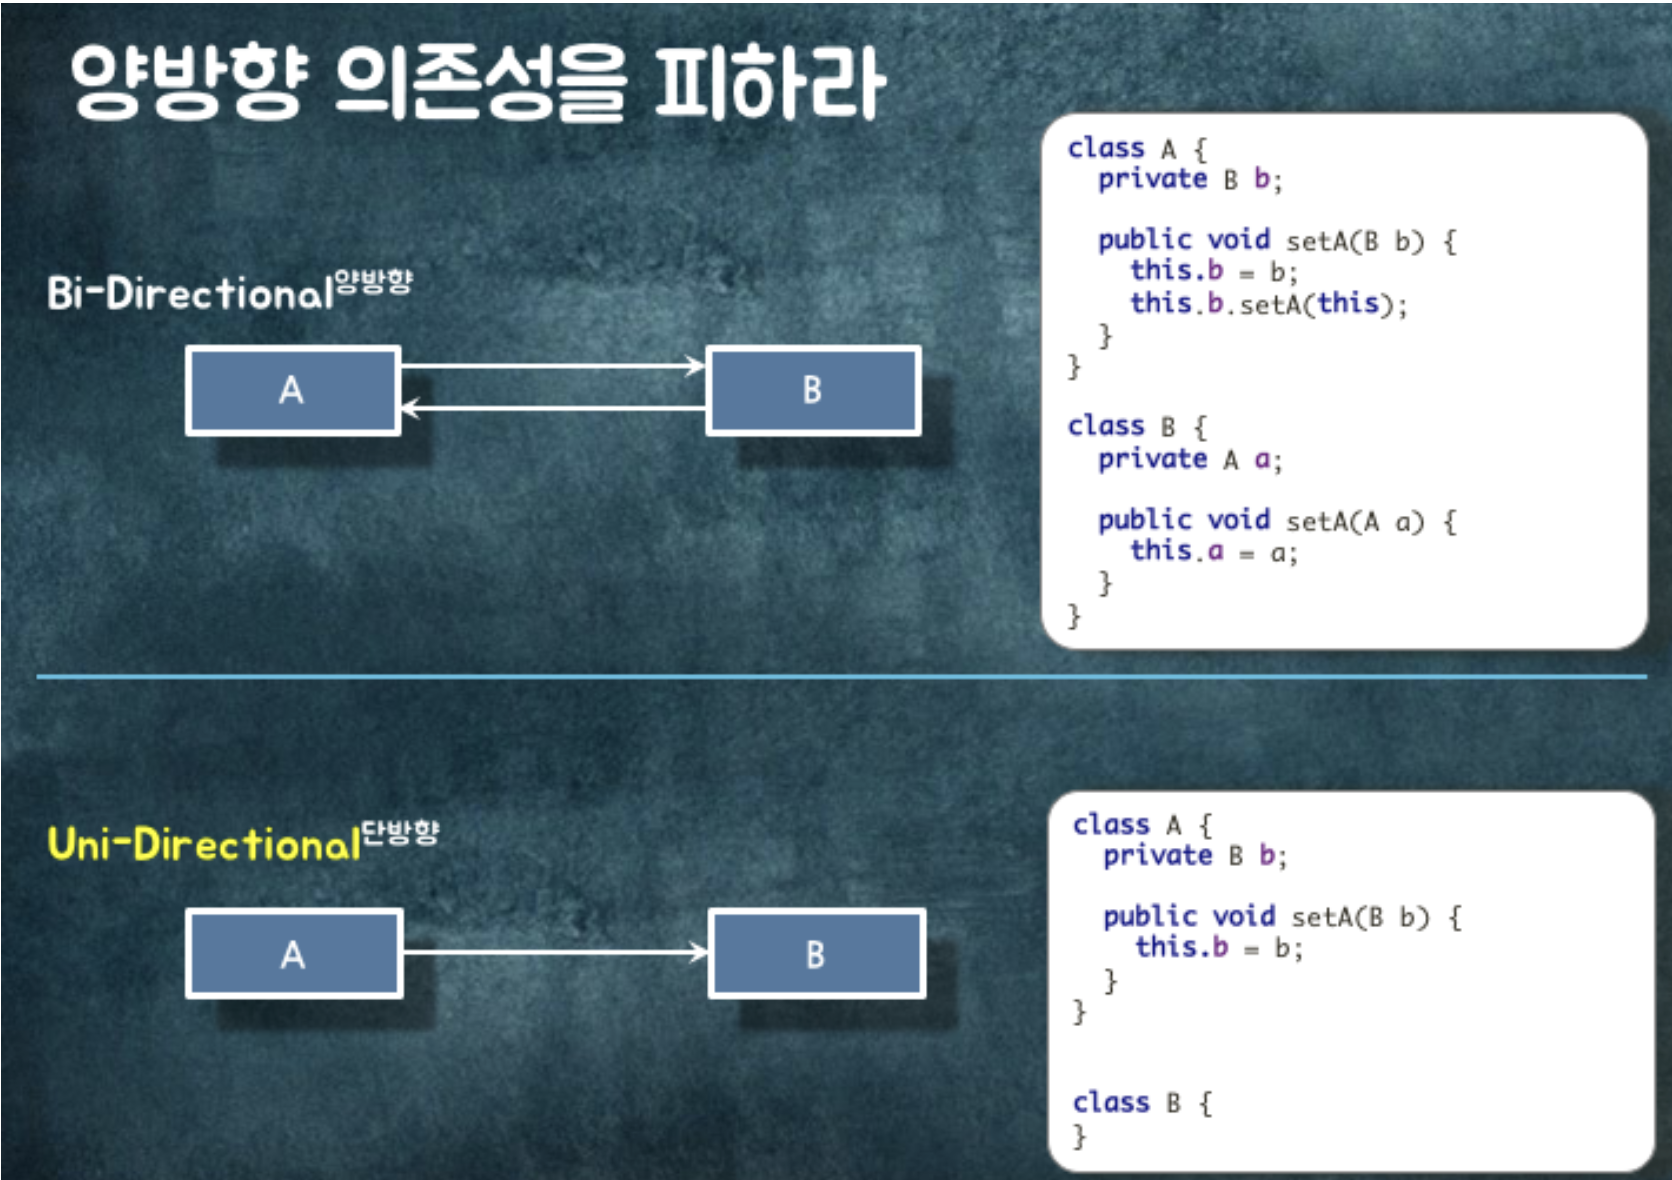 양방향 의존성을 피하라
Bi-Directional양방향
A
B
class A {
  private B b;
  public void setA(B b) {
    this.b = b;
    this.b.setA(this);
  }
}
class B {
  private A a;
  public void setA(A a) {
    this.a = a;
  }
}
Uni-Directional단방향
A
B
class A {
  private B b;
  public void setA(B b) {
    this.b = b;
  }
}
class B {
}